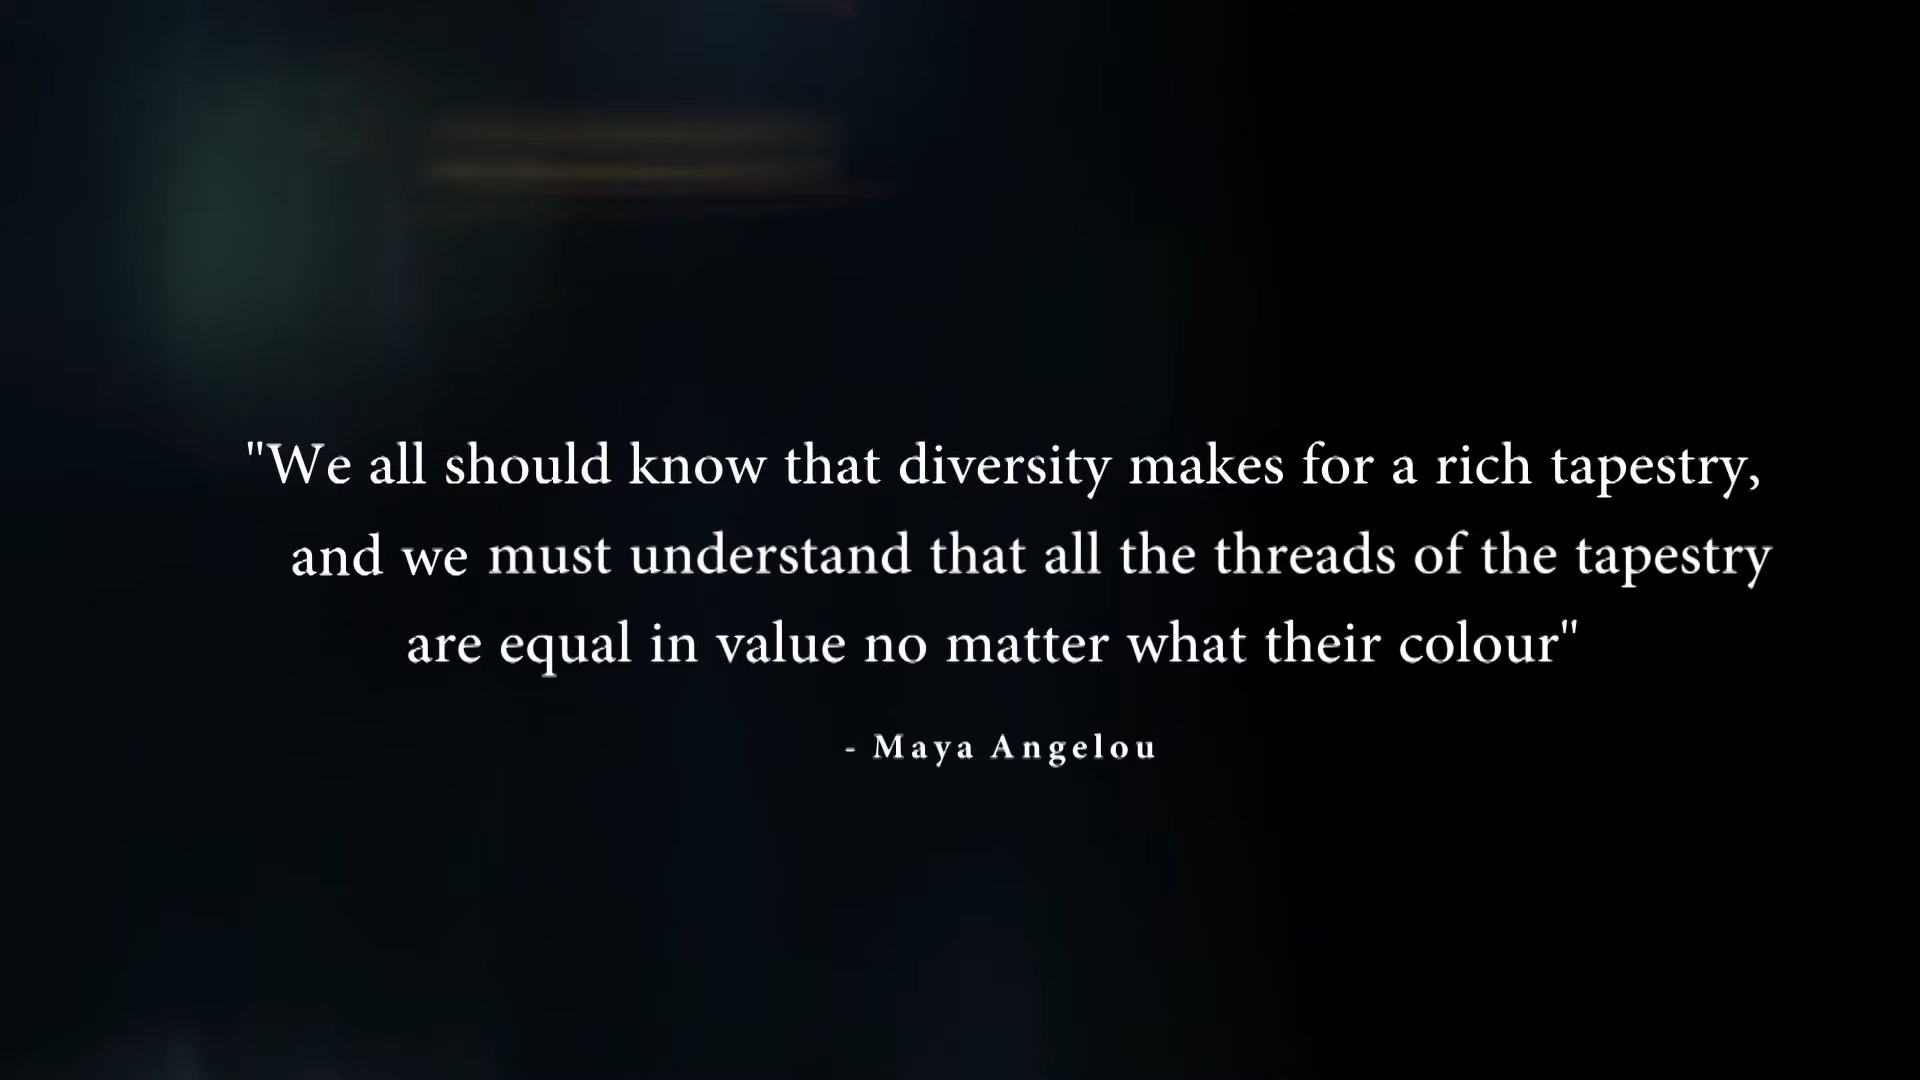 "We all should know that diversity makes for a rich tapestry,
and we must understand that all the threads of the tapestry
are equal in value no matter what their colour"
- Maya Angelou